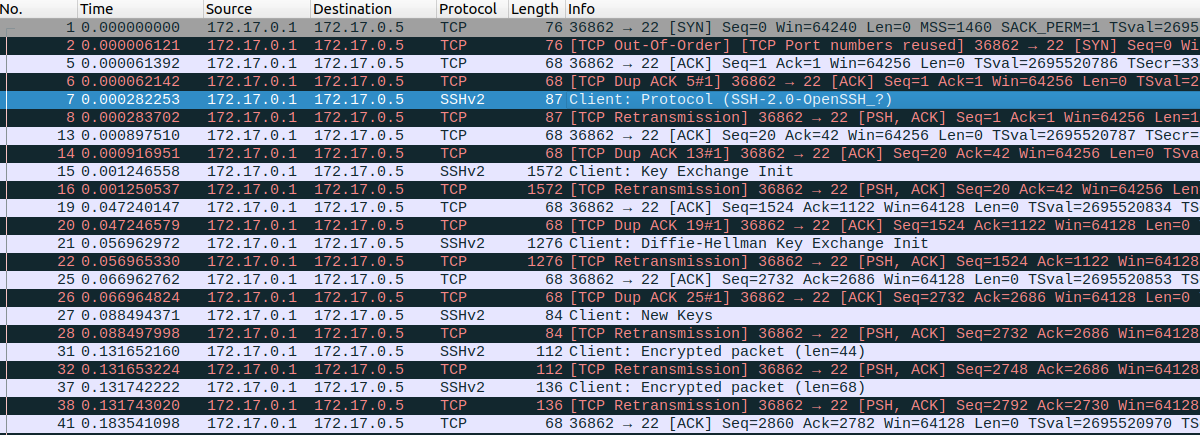 No. Time Source Destination Protocol Length Info
1 0.000000000 172.17.0.1 172.17.0.5 TCP 76 36862 → 22 [SYN] Seq=0 Win=64240 Len=0 MSS=1460 SACK_PERM=1 TSval=2695
2 0.000006121 172.17.0.1 172.17.0.5 TCP 76 [TCP Out-Of-Order] [TCP Port numbers reused] 36862 → 22 [SYN] Seq=0 Wi
5 0.000061392 172.17.0.1 172.17.0.5 TCP 68 36862 → 22 [ACK] Seq=1 Ack=1 Win=64256 Len=0 TSval=2695520786 TSecr=33
6 0.000062142 172.17.0.1 172.17.0.5 TCP 68 [TCP Dup ACK 5#1] 36862 → 22 [ACK] Seq=1 Ack=1 Win=64256 Len=0 TSval=2
7 0.000282253 172.17.0.1 172.17.0.5 SSHv2 87 Client: Protocol (SSH-2.0-OpenSSH_?)
8 0.000283702 172.17.0.1 172.17.0.5 TCP 87 [TCP Retransmission] 36862 → 22 [PSH, ACK] Seq=1 Ack=1 Win=64256 Len=1
13 0.000897510 172.17.0.1 172.17.0.5 TCP 68 36862 → 22 [ACK] Seq=20 Ack=42 Win=64256 Len=0 TSval=2695520787 TSecr=
14 0.000916951 172.17.0.1 172.17.0.5 TCP 68 [TCP Dup ACK 13#1] 36862 → 22 [ACK] Seq=20 Ack=42 Win=64256 Len=0 TSva
15 0.001246558 172.17.0.1 172.17.0.5 SSHv2 1572 Client: Key Exchange Init
16 0.001250537 172.17.0.1 172.17.0.5 TCP 1572 [TCP Retransmission] 36862 → 22 [PSH, ACK] Seq=20 Ack=42 Win=64256 Len
19 0.047240147 172.17.0.1 172.17.0.5 TCP 68 36862 → 22 [ACK] Seq=1524 Ack=1122 Win=64128 Len=0 TSval=2695520834 TS
20 0.047246579 172.17.0.1 172.17.0.5 TCP 68 [TCP Dup ACK 19#1] 36862 → 22 [ACK] Seq=1524 Ack=1122 Win=64128 Len=0
21 0.056962972 172.17.0.1 172.17.0.5 SSHv2 1276 Client: Diffie-Hellman Key Exchange Init
22 0.056965330 172.17.0.1 172.17.0.5 TCP 1276 [TCP Retransmission] 36862 → 22 [PSH, ACK] Seq=1524 Ack=1122 Win=64128
25 0.066962762 172.17.0.1 172.17.0.5 TCP 68 36862 → 22 [ACK] Seq=2732 Ack=2686 Win=64128 Len=0 TSval=2695520853 TS
26 0.066964824 172.17.0.1 172.17.0.5 TCP 68 [TCP Dup ACK 25#1] 36862 → 22 [ACK] Seq=2732 Ack=2686 Win=64128 Len=0
27 0.088494371 172.17.0.1 172.17.0.5 SSHv2 84 Client: New Keys
28 0.088497998 172.17.0.1 172.17.0.5 TCP 84 [TCP Retransmission] 36862 → 22 [PSH, ACK] Seq=2732 Ack=2686 Win=64128
31 0.131652160 172.17.0.1 172.17.0.5 SSHv2 112 Client: Encrypted packet (len=44)
32 0.131653224 172.17.0.1 172.17.0.5 TCP 112 [TCP Retransmission] 36862 → 22 [PSH, ACK] Seq=2748 Ack=2686 Win=64128
37 0.131742222 172.17.0.1 172.17.0.5 SSHv2 136 Client: Encrypted packet (len=68)
38 0.131743020 172.17.0.1 172.17.0.5 TCP 136 [TCP Retransmission] 36862 → 22 [PSH, ACK] Seq=2792 Ack=2730 Win=64128
41 0.183541098 172.17.0.1 172.17.0.5 TCP 68 36862 → 22 [ACK] Seq=2860 Ack=2782 Win=64128 Len=0 TSval=2695520970 TS